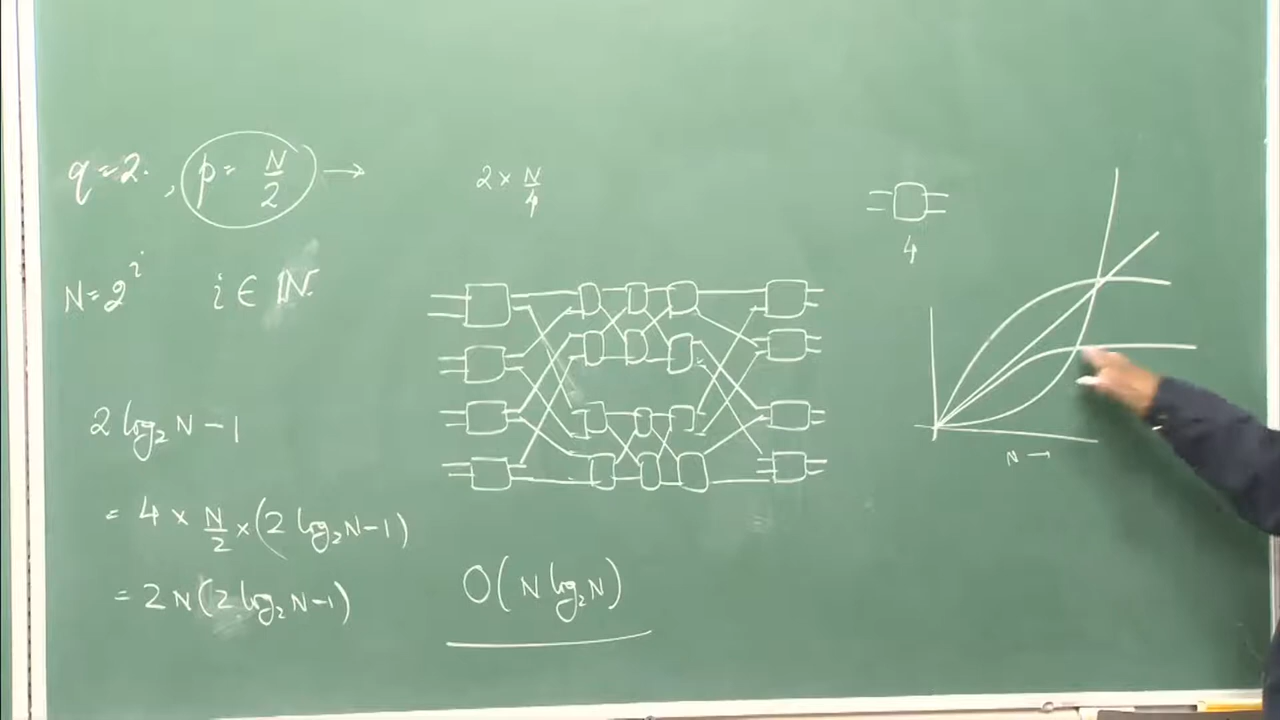 q=2. , p = N/2 →
N=2^i i ∈ ℕ.
2 log₂ N − 1
= 4 × N/2 × (2 log₂ N − 1)
= 2N(2 log₂ N − 1)
2 × N/4
O(N log₂ N)
4
N →